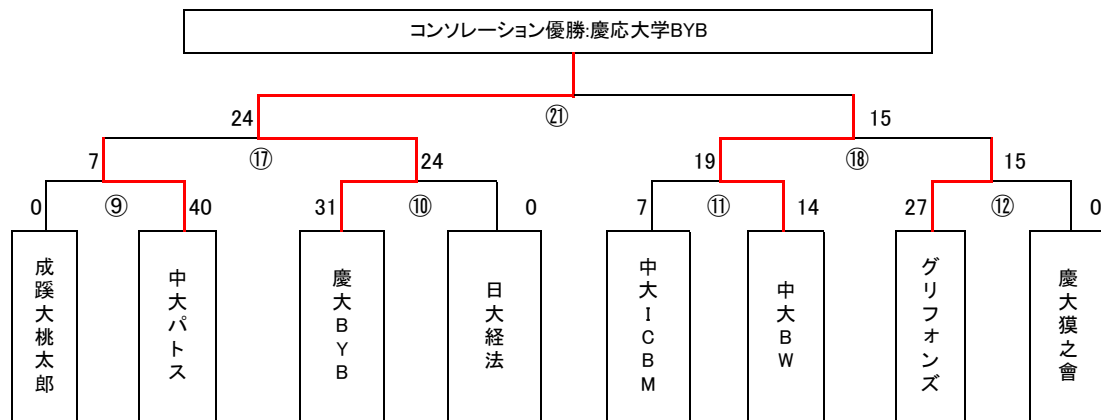 コンソレーション優勝:慶応大学BYB
24
㉑
15
7
⑰
24
19
⑱
15
0
⑨
40
31
⑩
0
7
⑪
14
27
⑫
0
成蹊大桃太郎
中大パトス
慶大BYB
日大経法
中大ICBM
中大BW
グリフォンズ
慶大獏之會